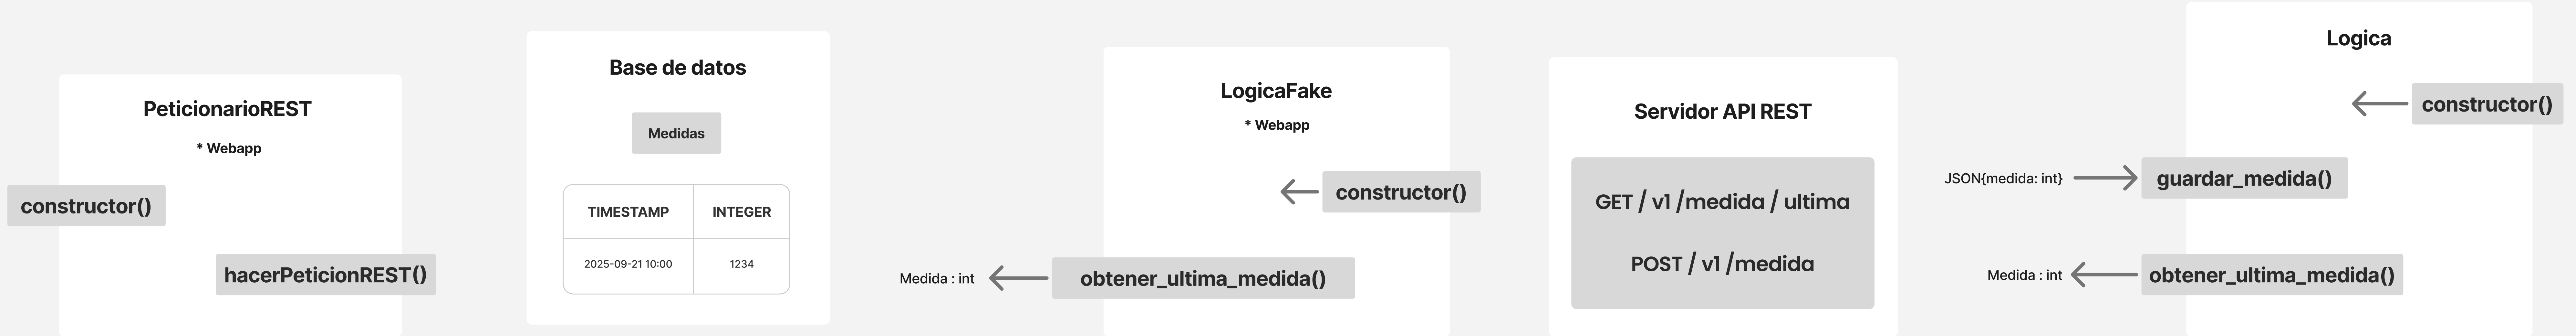 PeticionarioREST
* Webapp
constructor()
hacerPeticionREST()
Base de datos
Medidas
TIMESTAMP INTEGER
2025-09-21 10:00 1234
LogicaFake
* Webapp
constructor()
Medida : int
obtener_ultima_medida()
Servidor API REST
GET / v1 /medida / ultima
POST / v1 /medida
Logica
constructor()
JSON{medida: int}
guardar_medida()
Medida : int
obtener_ultima_medida()